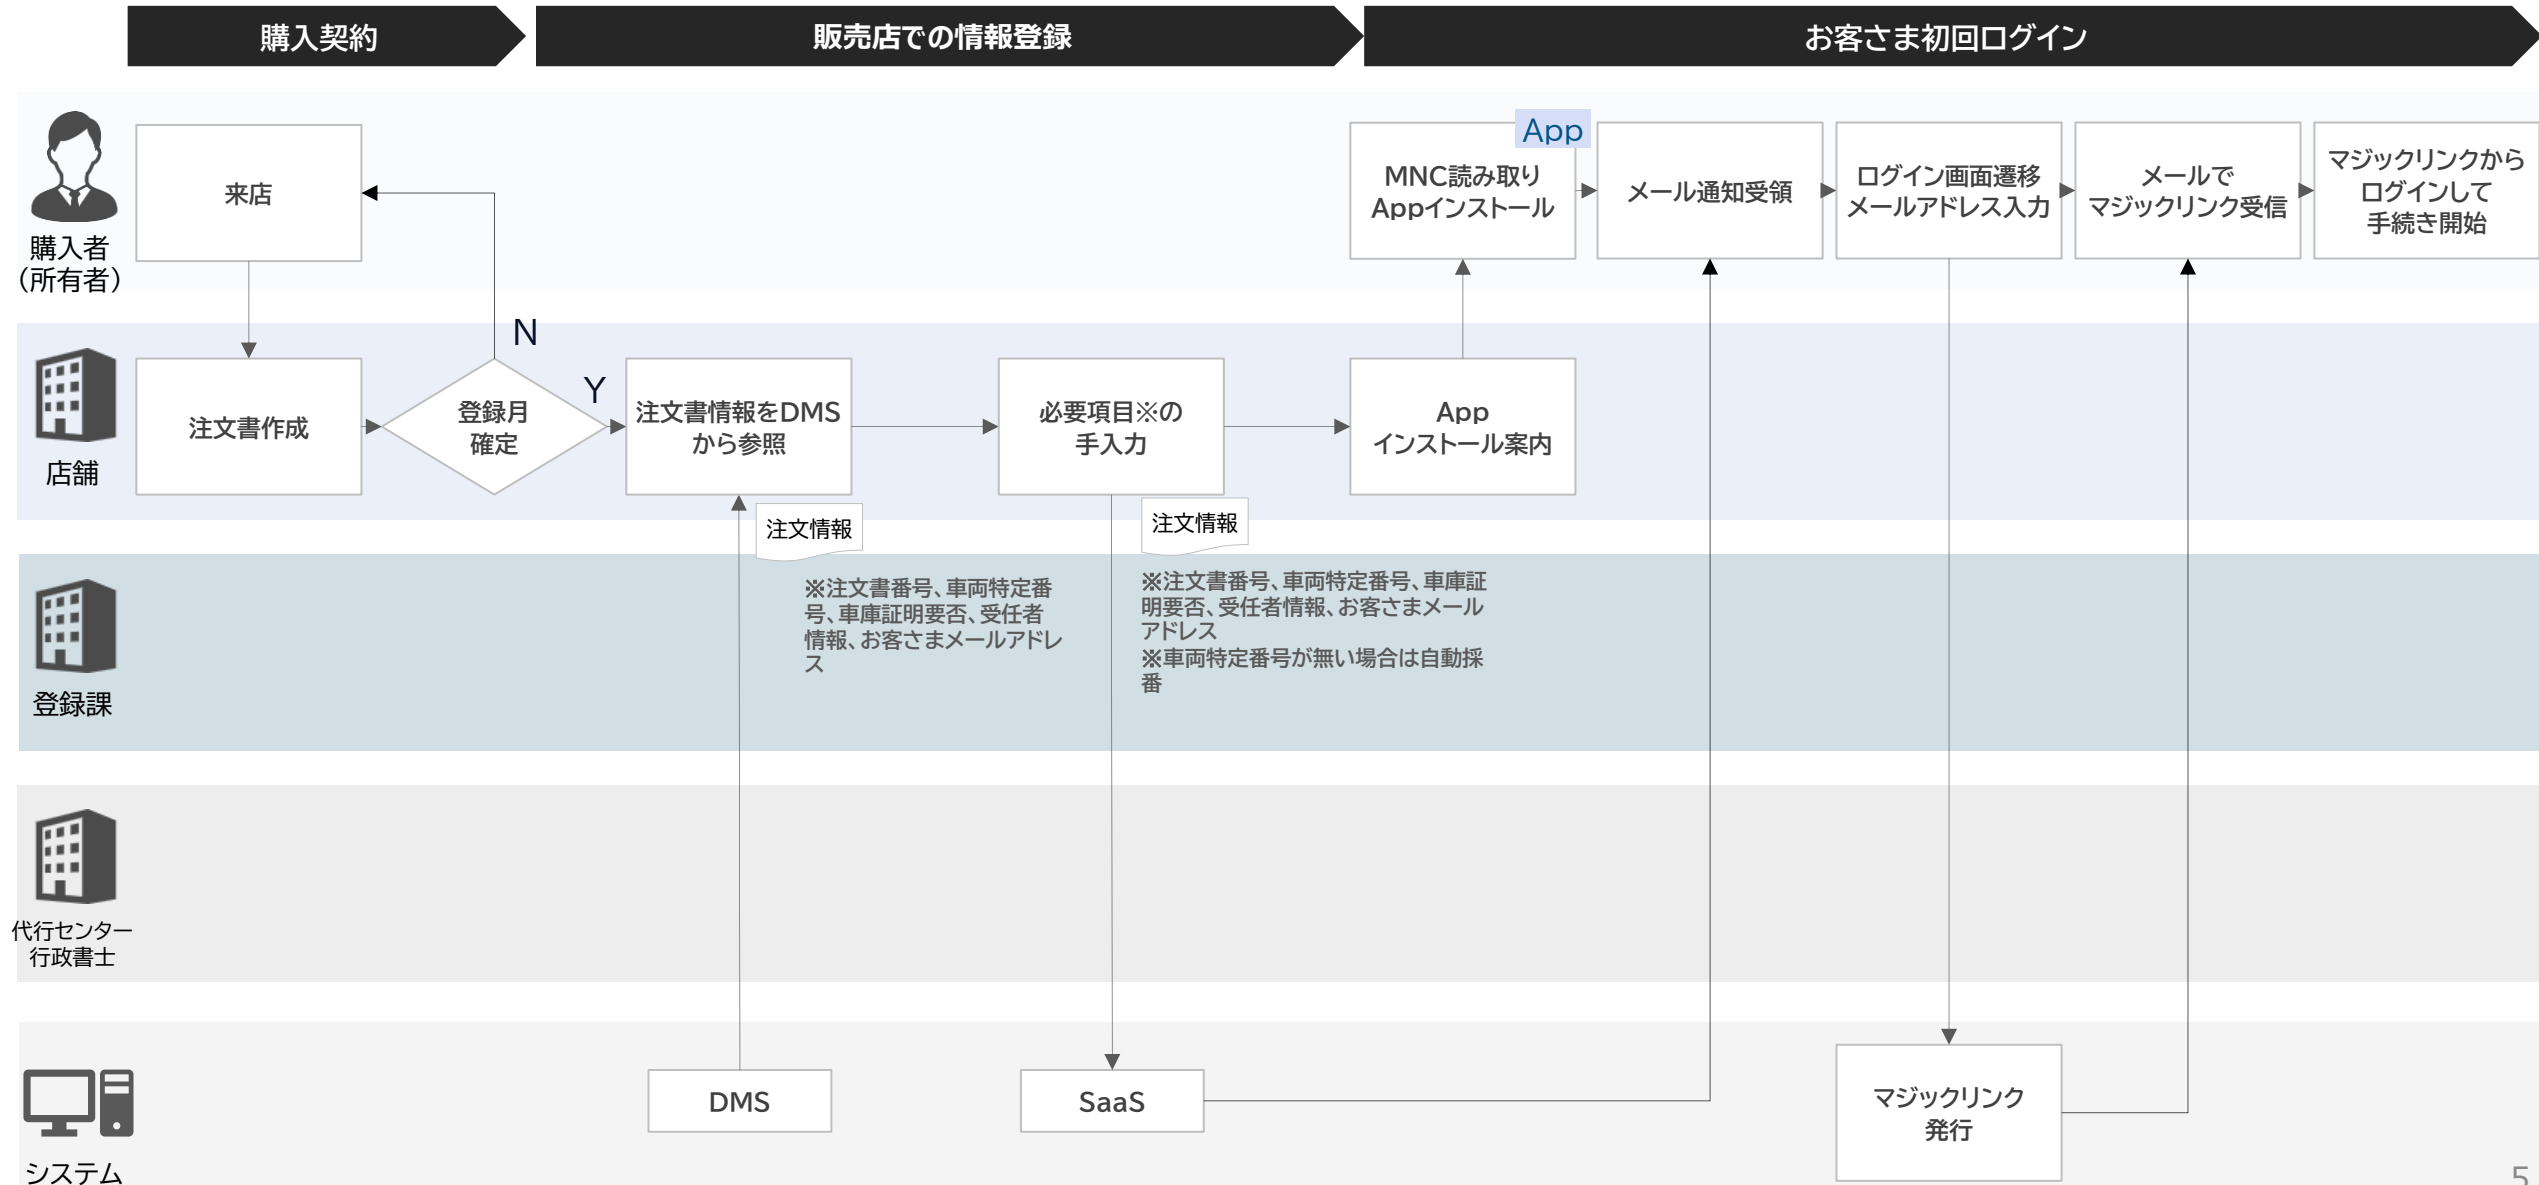 購入契約
販売店での情報登録
お客さま初回ログイン
購入者
（所有者）
来店
App
MNC読み取り
Appインストール
メール通知受領
ログイン画面遷移
メールアドレス入力
メールで
マジックリンク受信
マジックリンクから
ログインして
手続き開始
店舗
注文書作成
登録月
確定
N
Y
注文書情報をDMS
から参照
必要項目※の
手入力
App
インストール案内
注文情報
注文情報
登録課
※注文書番号、車両特定番
号、車庫証明要否、受任者
情報、お客さまメールアドレ
ス
※注文書番号、車両特定番号、車庫証
明要否、受任者情報、お客さまメール
アドレス
※車両特定番号が無い場合は自動採
番
代行センター
行政書士
システム
DMS
SaaS
マジックリンク
発行
5